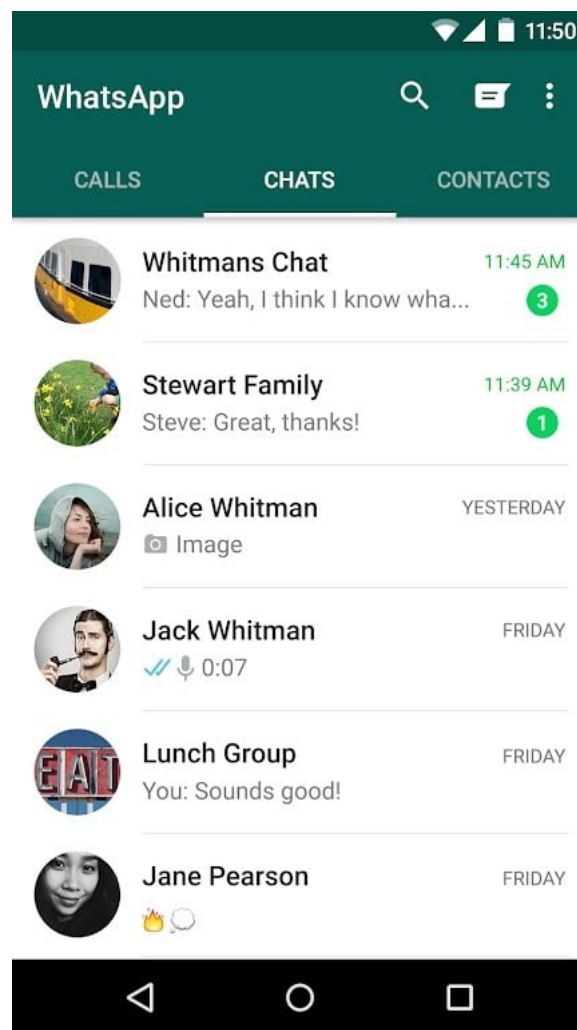 11:50
WhatsApp
CALLS CHATS CONTACTS
Whitmans Chat 11:45 AM
Ned: Yeah, I think I know wha... 3
Stewart Family 11:39 AM
Steve: Great, thanks! 1
Alice Whitman YESTERDAY
Image
Jack Whitman FRIDAY
0:07
EAT
Lunch Group FRIDAY
You: Sounds good!
Jane Pearson FRIDAY
🔥💭